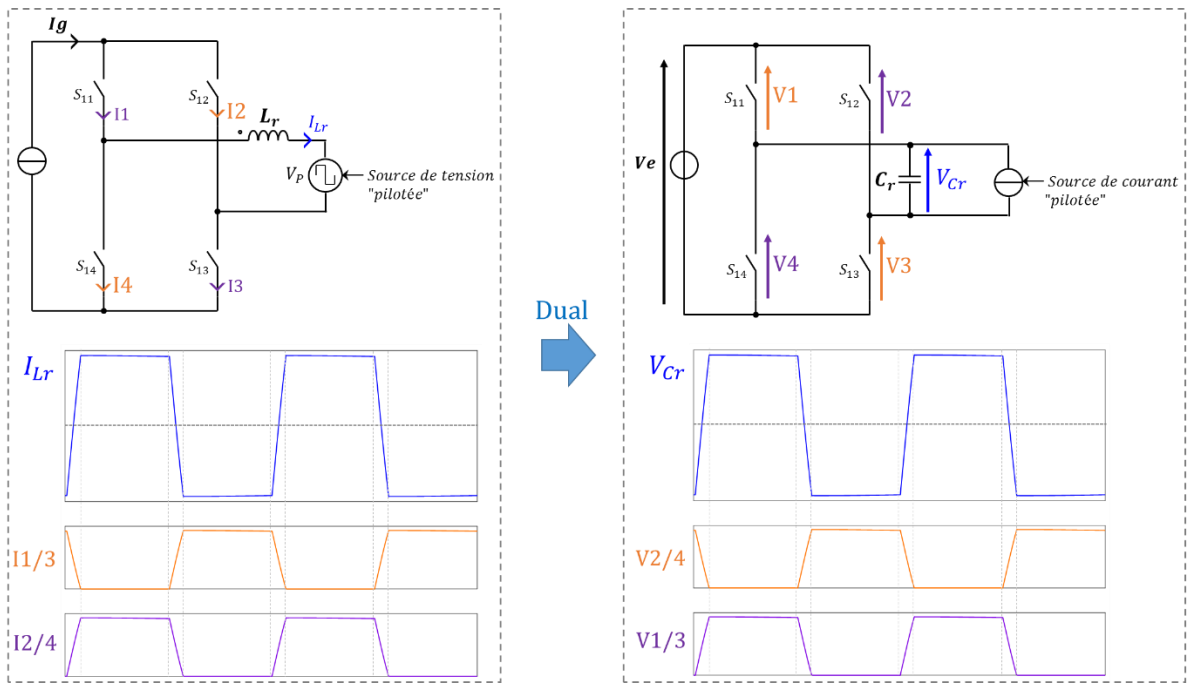 Ig
S11
I1
S12
I2
Lr
ILr
VP
Source de tension
"pilotée"
S14
I4
S13
I3
ILr
I1/3
I2/4
Dual
Ve
S11
V1
S12
V2
Cr
VCr
Source de courant
"pilotée"
S14
V4
S13
V3
VCr
V2/4
V1/3